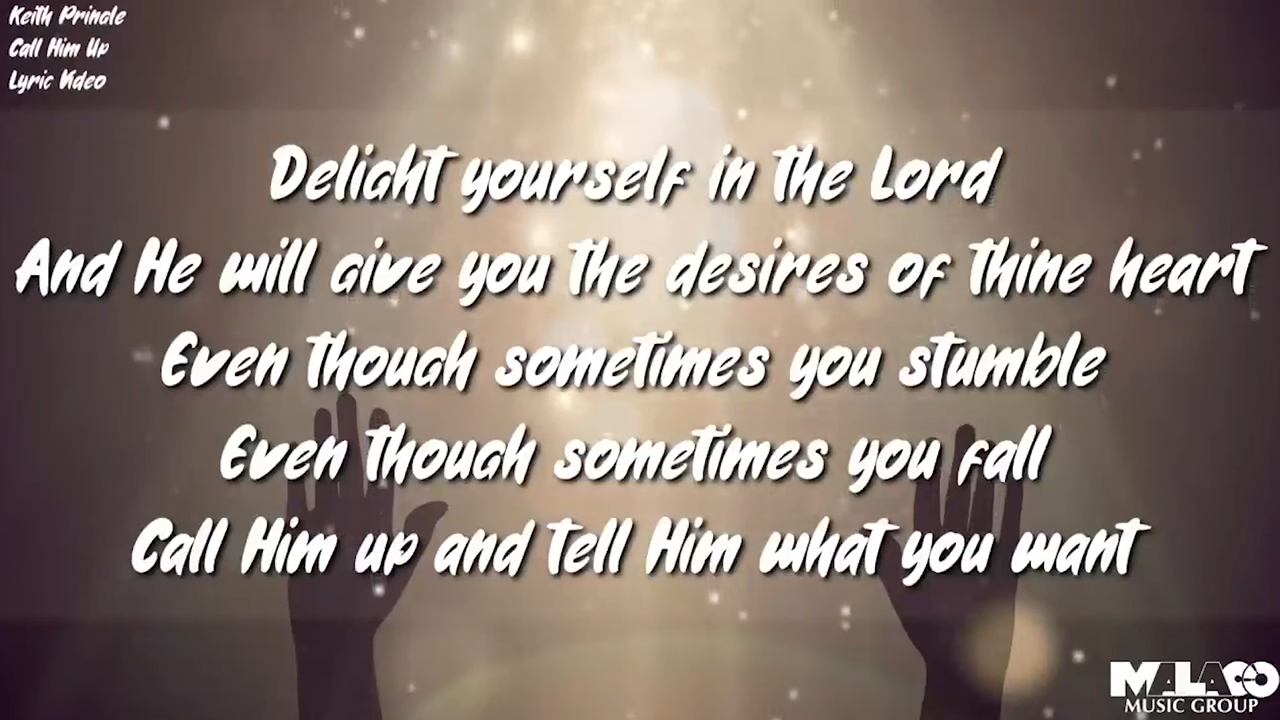 Keith Pringle
Call Him Up
Lyric Video
Delight yourself in the Lord
And He will give you the desires of thine heart
Even though sometimes you stumble
Even though sometimes you fall
Call Him up and tell Him what you want
MALACO
MUSIC GROUP